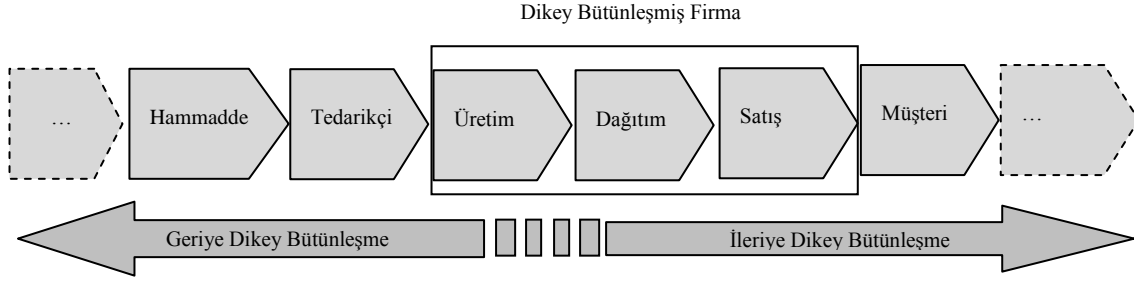 Dikey Bütünleşmiş Firma
…
Hammadde
Tedarikçi
Üretim
Dağıtım
Satış
Müşteri
…
Geriye Dikey Bütünleşme
İleriye Dikey Bütünleşme